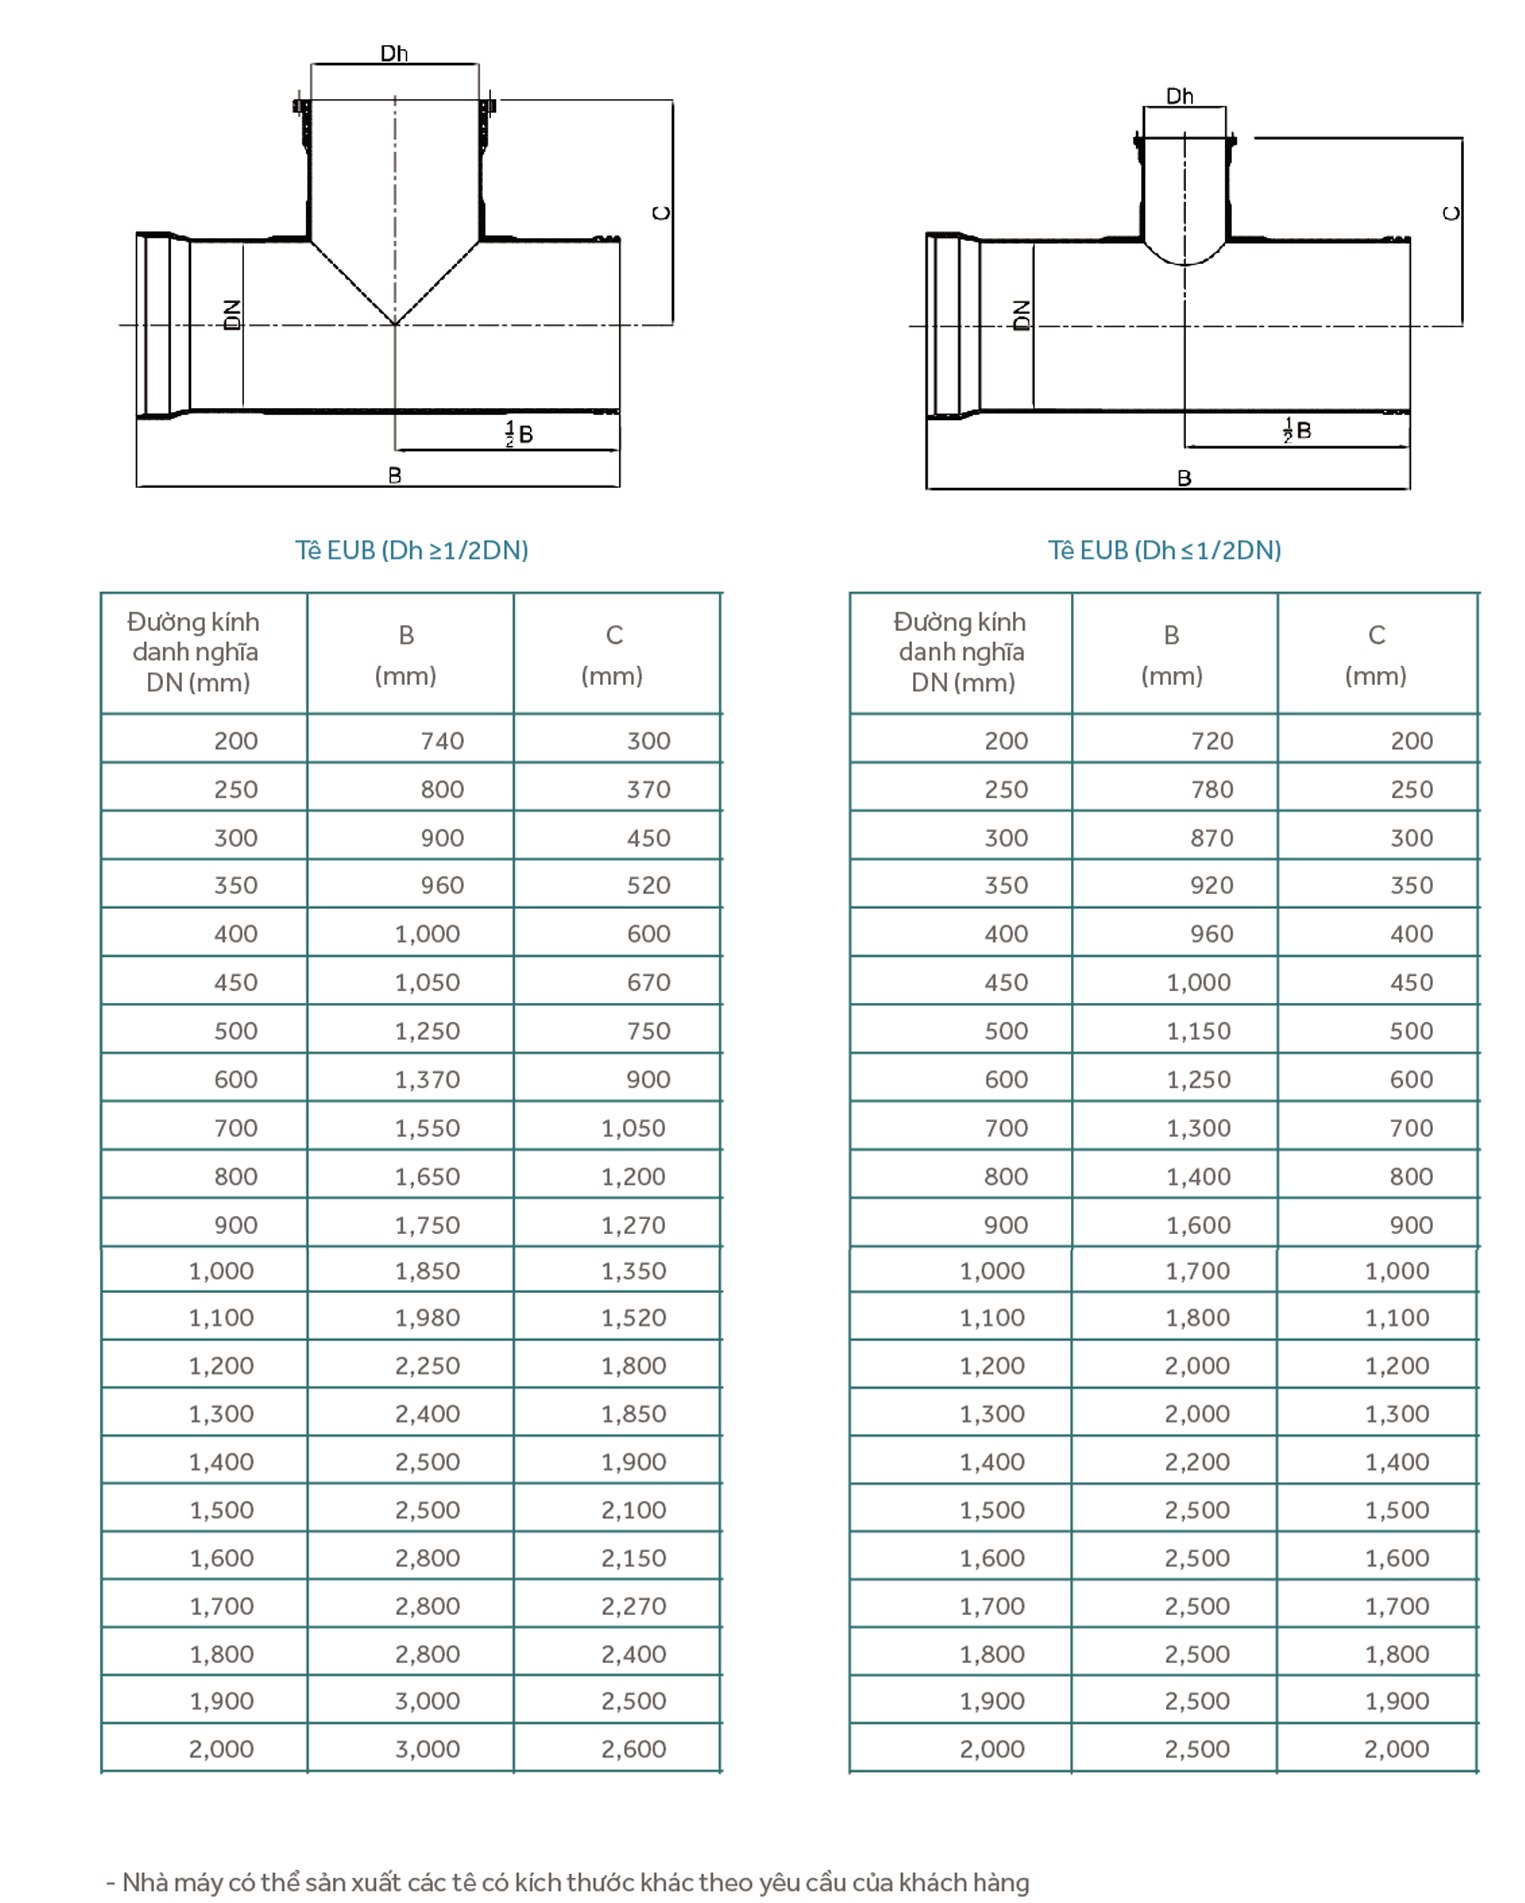 Dh
C
DN
1/2 B
B
Dh
C
DN
1/2 B
B
Tê EUB (Dh ≥1/2DN)
Đường kính
danh nghĩa
DN (mm)
B
(mm)
C
(mm)
200 740 300
250 800 370
300 900 450
350 960 520
400 1,000 600
450 1,050 670
500 1,250 750
600 1,370 900
700 1,550 1,050
800 1,650 1,200
900 1,750 1,270
1,000 1,850 1,350
1,100 1,980 1,520
1,200 2,250 1,800
1,300 2,400 1,850
1,400 2,500 1,900
1,500 2,500 2,100
1,600 2,800 2,150
1,700 2,800 2,270
1,800 2,800 2,400
1,900 3,000 2,500
2,000 3,000 2,600
Tê EUB (Dh ≤1/2DN)
Đường kính
danh nghĩa
DN (mm)
B
(mm)
C
(mm)
200 720 200
250 780 250
300 870 300
350 920 350
400 960 400
450 1,000 450
500 1,150 500
600 1,250 600
700 1,300 700
800 1,400 800
900 1,600 900
1,000 1,700 1,000
1,100 1,800 1,100
1,200 2,000 1,200
1,300 2,000 1,300
1,400 2,200 1,400
1,500 2,500 1,500
1,600 2,500 1,600
1,700 2,500 1,700
1,800 2,500 1,800
1,900 2,500 1,900
2,000 2,500 2,000
- Nhà máy có thể sản xuất các tê có kích thước khác theo yêu cầu của khách hàng